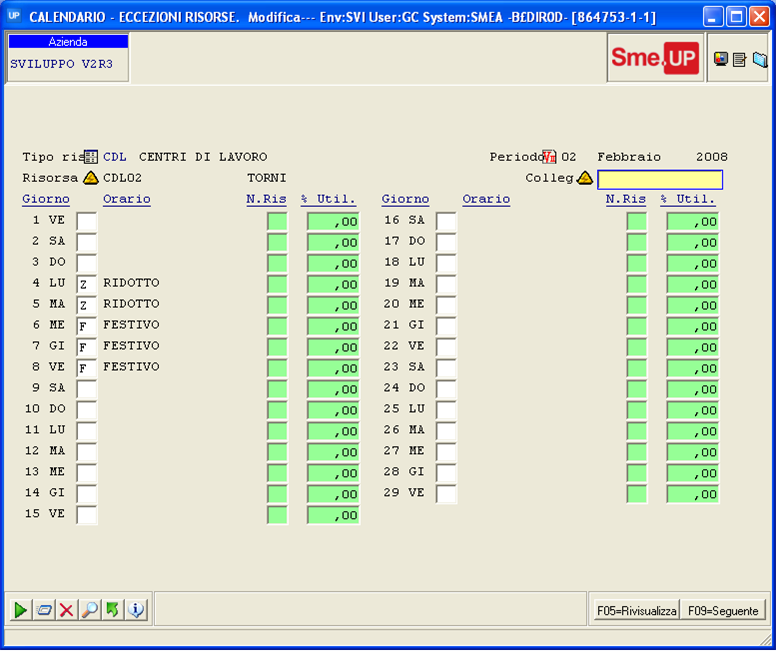 UP CALENDARIO - ECCEZIONI RISORSE. Modifica--- Env:SVI User:GC System:SMEA -B£DIR0D- [864753-1-1]
Azienda
SVILUPPO V2R3
Sme.UP
Tipo ris CDL CENTRI DI LAVORO Periodo 02 Febbraio 2008
Risorsa CDL02 TORNI Colleg
Giorno Orario N.Ris % Util. Giorno Orario N.Ris % Util.
1 VE ,00 16 SA ,00
2 SA ,00 17 DO ,00
3 DO ,00 18 LU ,00
4 LU Z RIDOTTO ,00 19 MA ,00
5 MA Z RIDOTTO ,00 20 ME ,00
6 ME F FESTIVO ,00 21 GI ,00
7 GI F FESTIVO ,00 22 VE ,00
8 VE F FESTIVO ,00 23 SA ,00
9 SA ,00 24 DO ,00
10 DO ,00 25 LU ,00
11 LU ,00 26 MA ,00
12 MA ,00 27 ME ,00
13 ME ,00 28 GI ,00
14 GI ,00 29 VE ,00
15 VE ,00
F05=Rivisualizza F09=Seguente